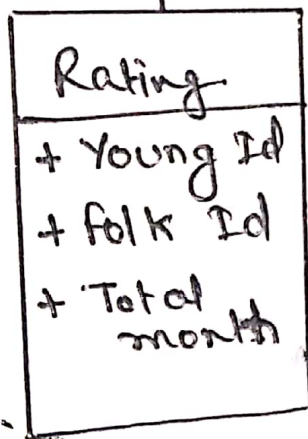 Rating
+ Young Id
+ folk Id
+ Total
month